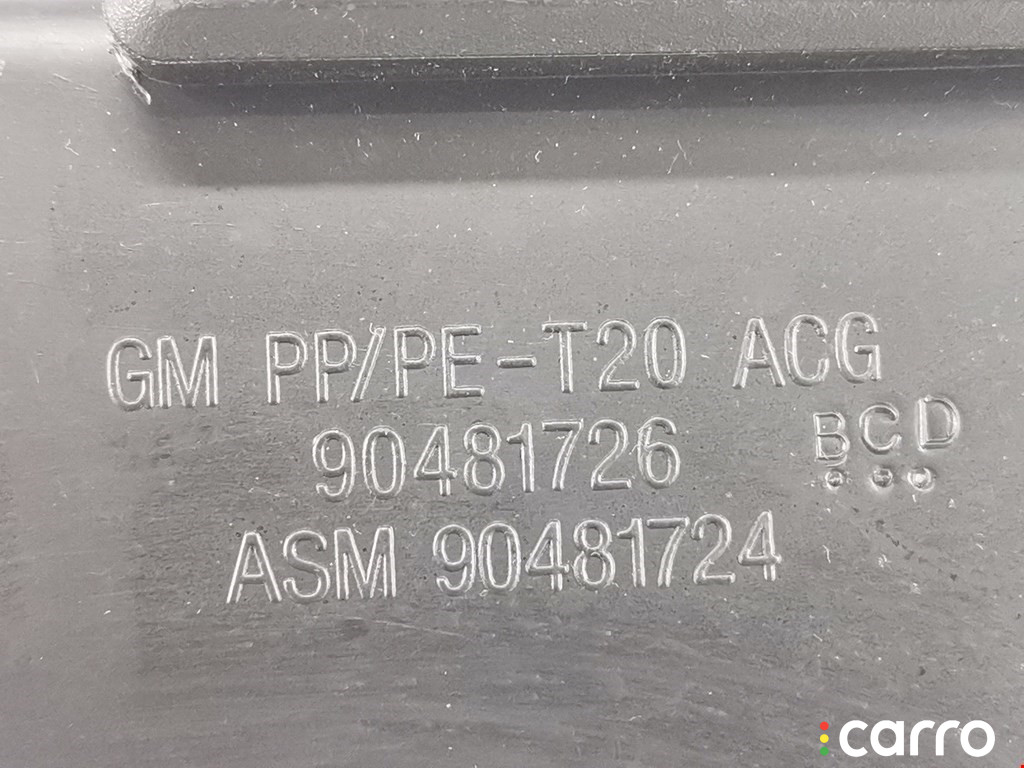 GM PP/PE-T20 ACG
90481726
BCD
ASM 90481724
carro